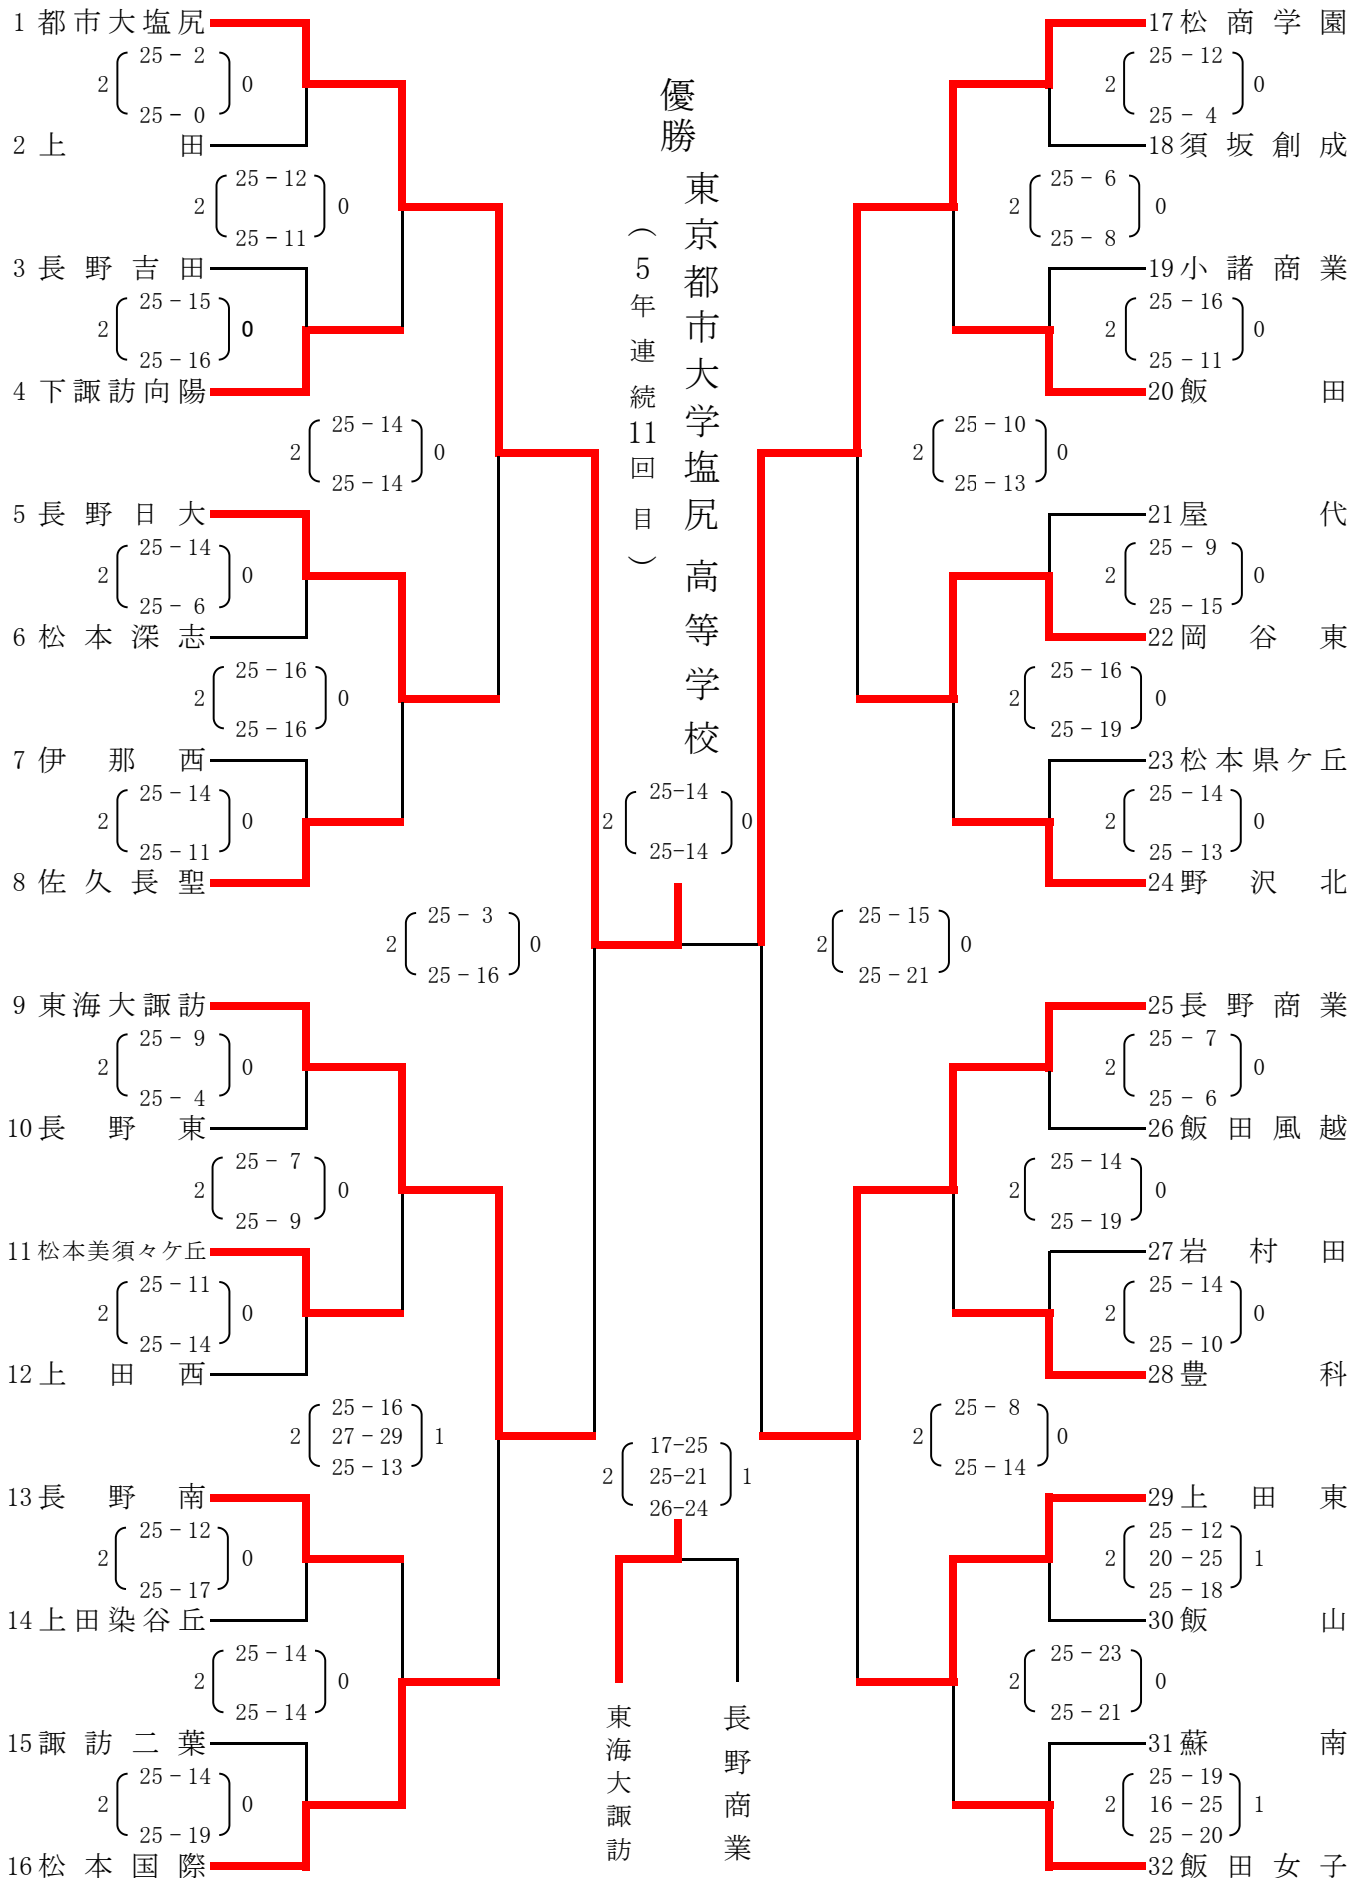 1 都市大塩尻
25－ 2
2 0
25－ 0
2 上田
25－12
2 0
25－11
3 長野吉田
25－15
2 0
25－16
4 下諏訪向陽
25－14
2 0
25－14
5 長野日大
25－14
2 0
25－ 6
6 松本深志
25－16
2 0
25－16
7 伊那西
25－14
2 0
25－11
8 佐久長聖
25－ 3
2 0
25－16
9 東海大諏訪
25－ 9
2 0
25－ 4
10 長野東
25－ 7
2 0
25－ 9
11 松本美須々ケ丘
25－11
2 0
25－14
12 上田西
25－16
2 27－29 1
25－13
13 長野南
25－12
2 0
25－17
14 上田染谷丘
25－14
2 0
25－14
15 諏訪二葉
25－14
2 0
25－19
16 松本国際
優勝
東京都市大学塩尻高等学校
（5年連続11回目）
25－14
2 0
25－14
17－25
2 25－21 1
26－24
東海大諏訪
長野商業
17 松商学園
25－12
2 0
25－ 4
18 須坂創成
25－ 6
2 0
25－ 8
19 小諸商業
25－16
2 0
25－11
20 飯田
25－10
2 0
25－13
21 屋代
25－ 9
2 0
25－15
22 岡谷東
25－16
2 0
25－19
23 松本県ケ丘
25－14
2 0
25－13
24 野沢北
25－15
2 0
25－21
25 長野商業
25－ 7
2 0
25－ 6
26 飯田風越
25－14
2 0
25－19
27 岩村田
25－14
2 0
25－10
28 豊科
25－ 8
2 0
25－14
29 上田東
25－12
2 20－25 1
25－18
30 飯山
25－23
2 0
25－21
31 蘇南
25－19
2 16－25 1
25－20
32 飯田女子